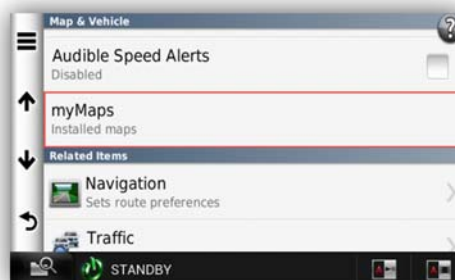 Map & Vehicle
?
Audible Speed Alerts
Disabled
myMaps
Installed maps
Related Items
Navigation
Sets route preferences
Traffic
STANDBY